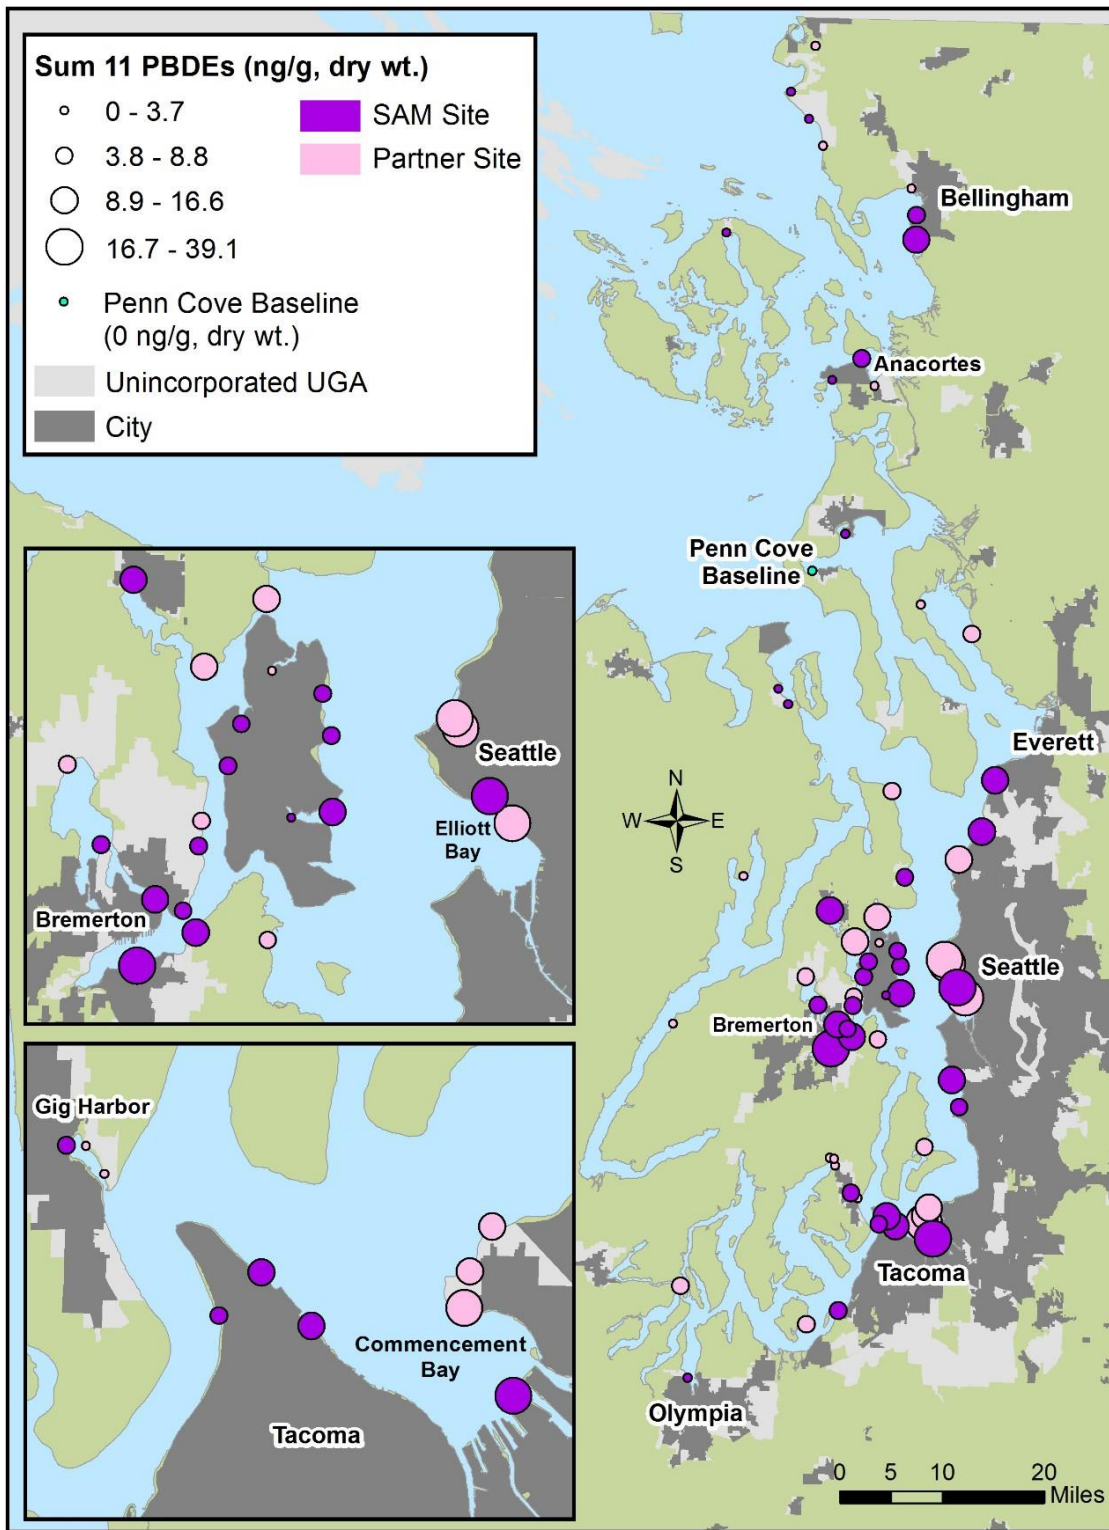 Sum 11 PBDEs (ng/g, dry wt.)
0 - 3.7
3.8 - 8.8
8.9 - 16.6
16.7 - 39.1
SAM Site
Partner Site
Penn Cove Baseline
(0 ng/g, dry wt.)
Unincorporated UGA
City
Bellingham
Anacortes
Penn Cove
Baseline
Everett
N
W
E
S
Seattle
Bremerton
Tacoma
Olympia
Seattle
Elliott
Bay
Bremerton
Gig Harbor
Commencement
Bay
Tacoma
0 5 10 20
Miles